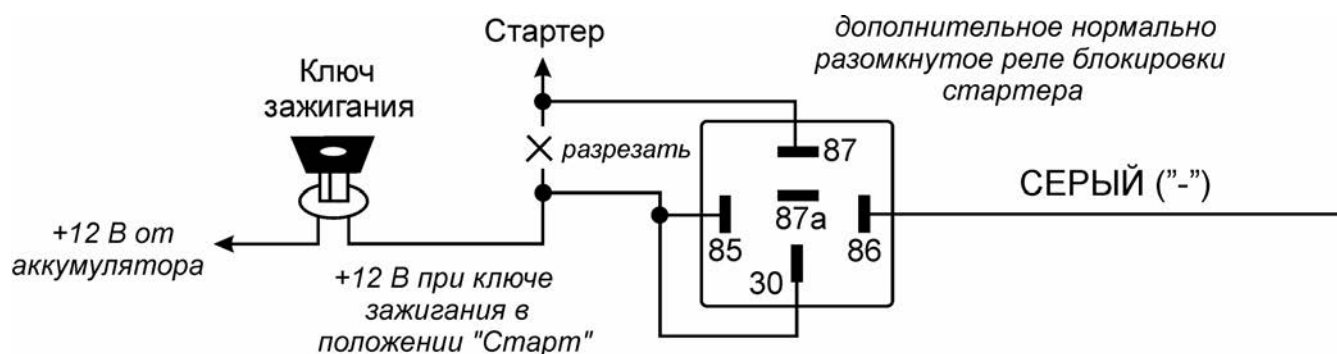 Стартер
дополнительное нормально
разомкнутое реле блокировки
стартера
Ключ
зажигания
разрезать
87
87a
85
86
30
СЕРЫЙ ("-")
+12 В от
аккумулятора
+12 В при ключе
зажигания в
положении "Старт"